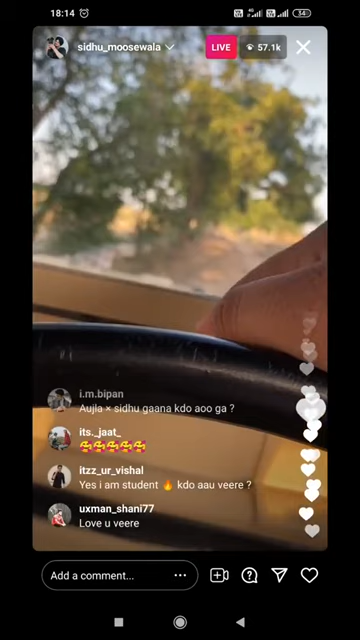 18:14
34
sidhu_moosewala
LIVE
57.1k
i.m.bipan
Aujla × sidhu gaana kdo aoo ga ?
its._jaat_
🥰🥰🥰🥰🥰
itzz_ur_vishal
Yes i am student 🔥 kdo aau veere ?
uxman_shani77
Love u veere
Add a comment...